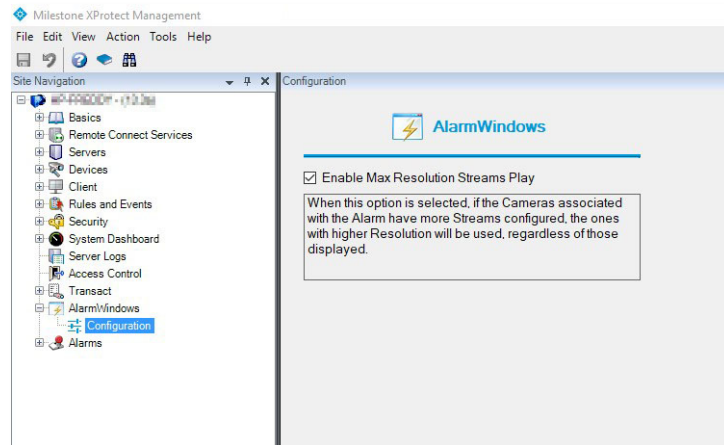 Milestone XProtect Management
File Edit View Action Tools Help
Site Navigation
Configuration
Basics
Remote Connect Services
Servers
Devices
Client
Rules and Events
Security
System Dashboard
Server Logs
Access Control
Transact
AlarmWindows
Configuration
Alarms
AlarmWindows
Enable Max Resolution Streams Play
When this option is selected, if the Cameras associated
with the Alarm have more Streams configured, the ones
with higher Resolution will be used, regardless of those
displayed.